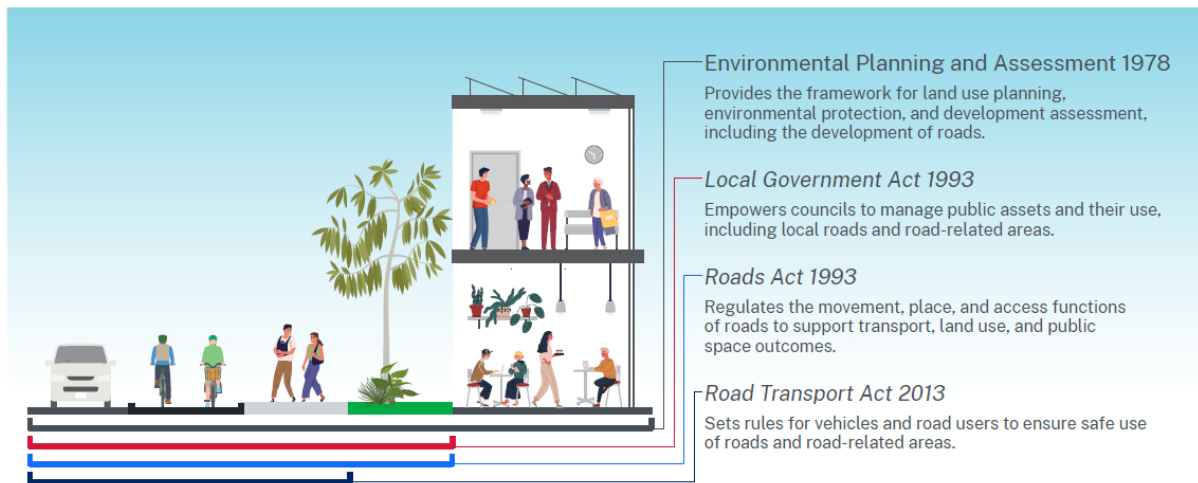 Environmental Planning and Assessment 1978
Provides the framework for land use planning,
environmental protection, and development assessment,
including the development of roads.
Local Government Act 1993
Empowers councils to manage public assets and their use,
including local roads and road-related areas.
Roads Act 1993
Regulates the movement, place, and access functions
of roads to support transport, land use, and public
space outcomes.
Road Transport Act 2013
Sets rules for vehicles and road users to ensure safe use
of roads and road-related areas.